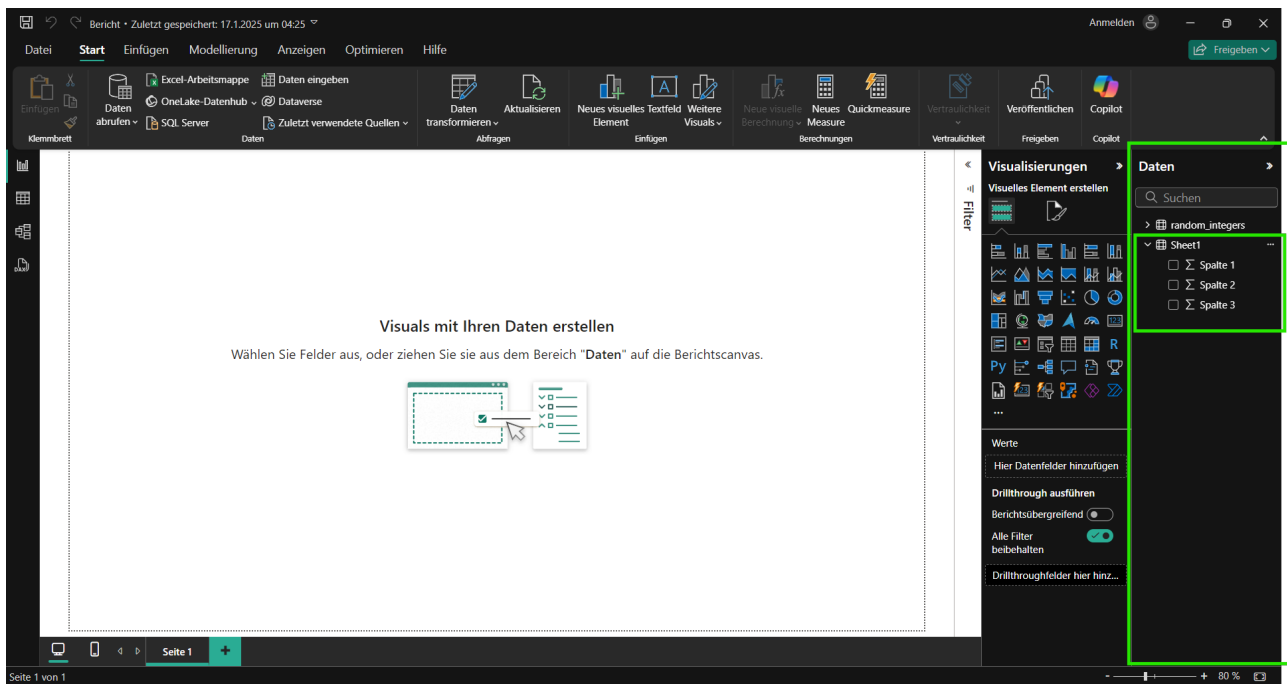 Bericht • Zuletzt gespeichert: 17.1.2025 um 04:25
Anmelden
Datei Start Einfügen Modellierung Anzeigen Optimieren Hilfe
Freigeben
Einfügen
Klemmbrett
Daten abrufen
Excel-Arbeitsmappe
OneLake-Datenhub
SQL Server
Daten eingeben
Dataverse
Zuletzt verwendete Quellen
Daten
Daten transformieren
Aktualisieren
Abfragen
Neues visuelles Element
Textfeld
Weitere Visuals
Einfügen
Neue visuelle Berechnung
Neues Measure
Quickmeasure
Berechnungen
Vertraulichkeit
Vertraulichkeit
Veröffentlichen
Freigeben
Copilot
Copilot
DAX
Visuals mit Ihren Daten erstellen
Wählen Sie Felder aus, oder ziehen Sie sie aus dem Bereich "Daten" auf die Berichtscanvas.
Filter
Visualisierungen
Visuelles Element erstellen
123
R
Py
123
...
Werte
Hier Datenfelder hinzufügen
Drillthrough ausführen
Berichtsübergreifend
Alle Filter
beibehalten
Drillthroughfelder hier hinz...
Daten
Suchen
random_integers
Sheet1
Σ Spalte 1
Σ Spalte 2
Σ Spalte 3
Seite 1
+
Seite 1 von 1
- + 80 %